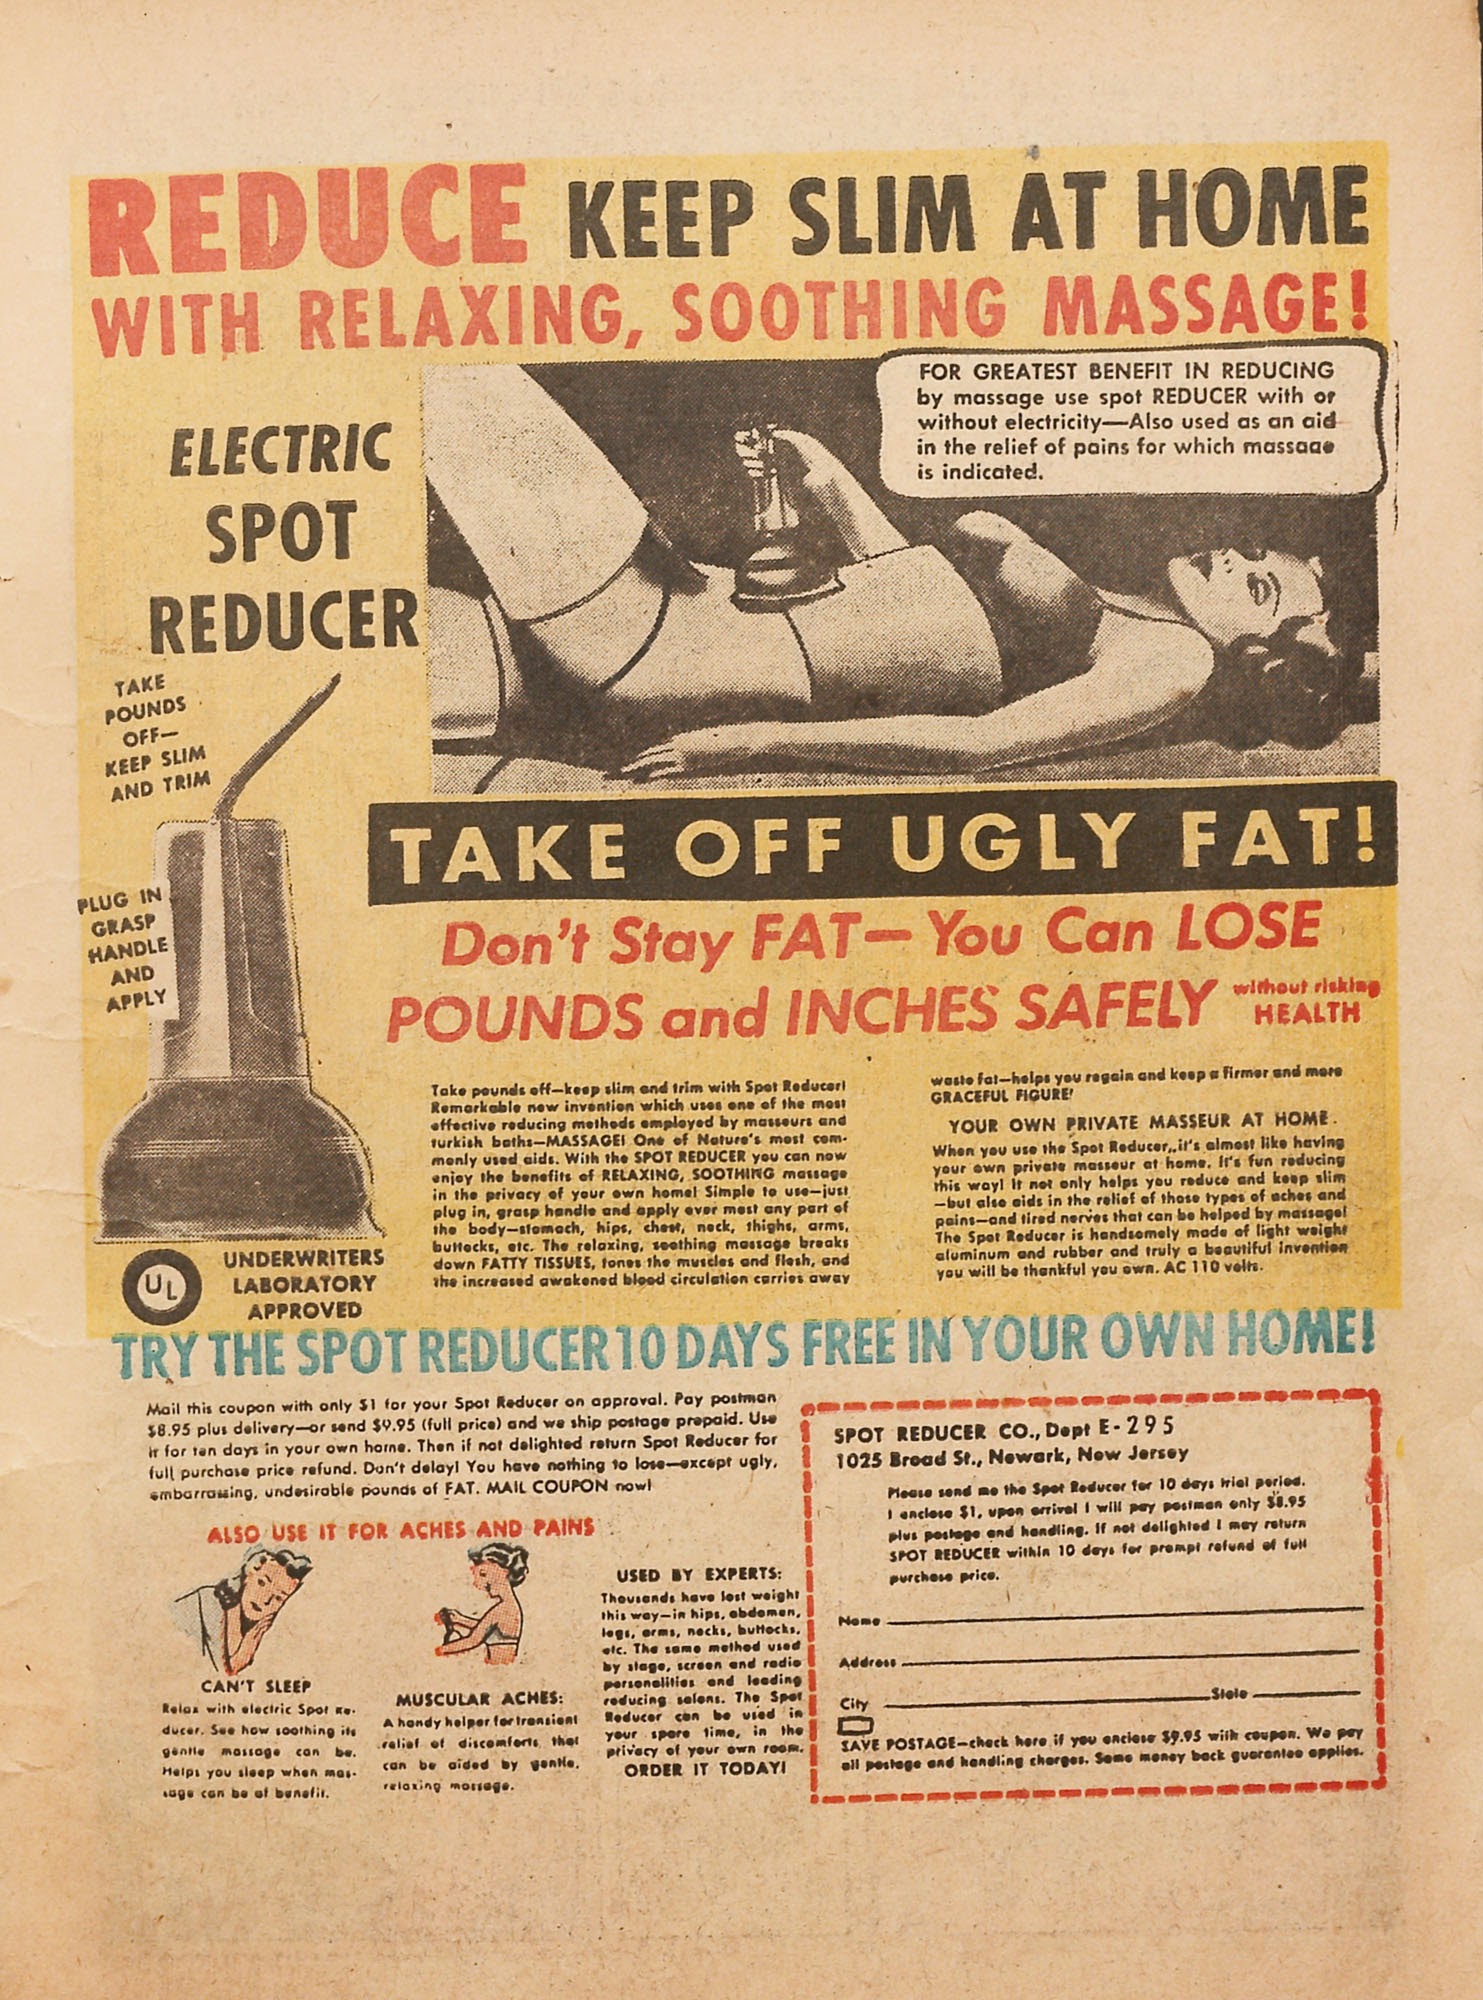 REDUCE KEEP SLIM AT HOME
WITH RELAXING, SOOTHING MASSAGE!
FOR GREATEST BENEFIT IN REDUCING
by massage use spot REDUCER with or
without electricity—Also used as an aid
in the relief of pains for which massage
is indicated.
ELECTRIC
SPOT
REDUCER
TAKE
POUNDS
OFF—
KEEP SLIM
AND TRIM
PLUG IN
GRASP
HANDLE
AND
APPLY
UL
UNDERWRITERS
LABORATORY
APPROVED
TAKE OFF UGLY FAT!
Don't Stay FAT—You Can LOSE
POUNDS and INCHES SAFELY without risking
HEALTH
Take pounds off—keep slim and trim with Spot Reducer!
Remarkable new invention which uses one of the most
effective reducing methods employed by masseurs and
turkish baths—MASSAGE! One of Nature's most com-
monly used aids. With the SPOT REDUCER you can now
enjoy the benefits of RELAXING, SOOTHING massage
in the privacy of your own home! Simple to use—just
plug in, grasp handle and apply over most any part of
the body—stomach, hips, chest, neck, thighs, arms,
buttocks, etc. The relaxing, soothing massage breaks
down FATTY TISSUES, tones the muscles and flesh, and
the increased awakened blood circulation carries away
waste fat—helps you regain and keep a firmer and more
GRACEFUL FIGURE!
YOUR OWN PRIVATE MASSEUR AT HOME.
When you use the Spot Reducer, it's almost like having
your own private masseur at home. It's fun reducing
this way! It not only helps you reduce and keep slim
—but also aids in the relief of those types of aches and
pains—and tired nerves that can be helped by massage!
The Spot Reducer is handsomely made of light weight
aluminum and rubber and truly a beautiful invention
you will be thankful you own. AC 110 volts.
TRY THE SPOT REDUCER 10 DAYS FREE IN YOUR OWN HOME!
Mail this coupon with only $1 for your Spot Reducer on approval. Pay postman
$8.95 plus delivery—or send $9.95 (full price) and we ship postage prepaid. Use
it for ten days in your own home. Then if not delighted return Spot Reducer for
full purchase price refund. Don't delay! You have nothing to lose—except ugly,
embarrassing, undesirable pounds of FAT. MAIL COUPON now!
ALSO USE IT FOR ACHES AND PAINS
CAN'T SLEEP
Relax with electric Spot Re-
ducer. See how soothing its
gentle massage can be.
Helps you sleep when mas-
sage can be of benefit.
MUSCULAR ACHES:
A handy helper for transient
relief of discomforts that
can be aided by gentle,
relaxing massage.
USED BY EXPERTS:
Thousands have lost weight
this way—in hips, abdomen,
legs, arms, necks, buttocks,
etc. The same method used
by stage, screen and radio
personalities and leading
reducing salons. The Spot
Reducer can be used in
your spare time, in the
privacy of your own room.
ORDER IT TODAY!
SPOT REDUCER CO., Dept E-295
1025 Broad St., Newark, New Jersey
Please send me the Spot Reducer for 10 days trial period.
I enclose $1, upon arrival I will pay postman only $8.95
plus postage and handling. If not delighted I may return
SPOT REDUCER within 10 days for prompt refund of full
purchase price.
Name
Address
City State
SAVE POSTAGE—check here if you enclose $9.95 with coupon. We pay
all postage and handling charges. Same money back guarantee applies.